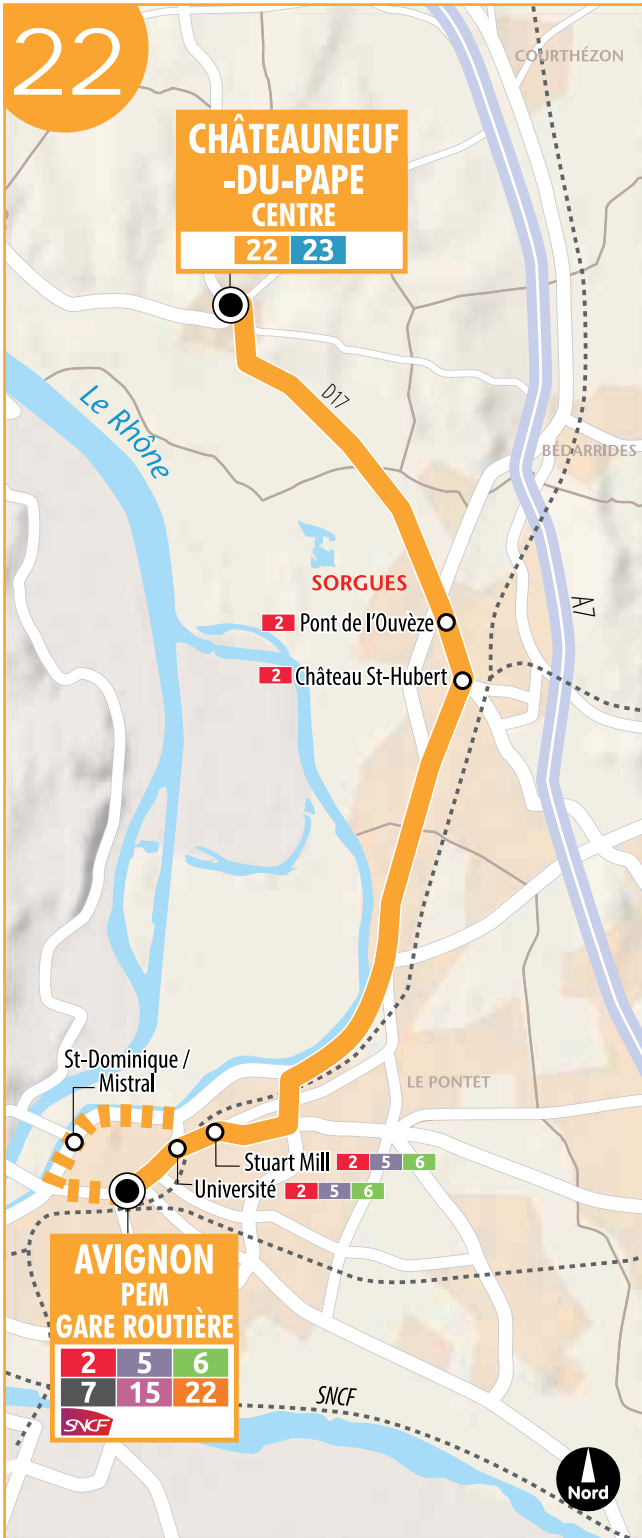 22
COURTHÉZON
CHÂTEAUNEUF
-DU-PAPE
CENTRE
22 23
D17
Le Rhône
BÉDARRIDES
SORGUES
A7
2 Pont de l'Ouvèze
2 Château St-Hubert
St-Dominique /
Mistral
LE PONTET
Stuart Mill 2 5 6
Université 2 5 6
AVIGNON
PEM
GARE ROUTIÈRE
2 5 6
7 15 22
SNCF
SNCF
Nord